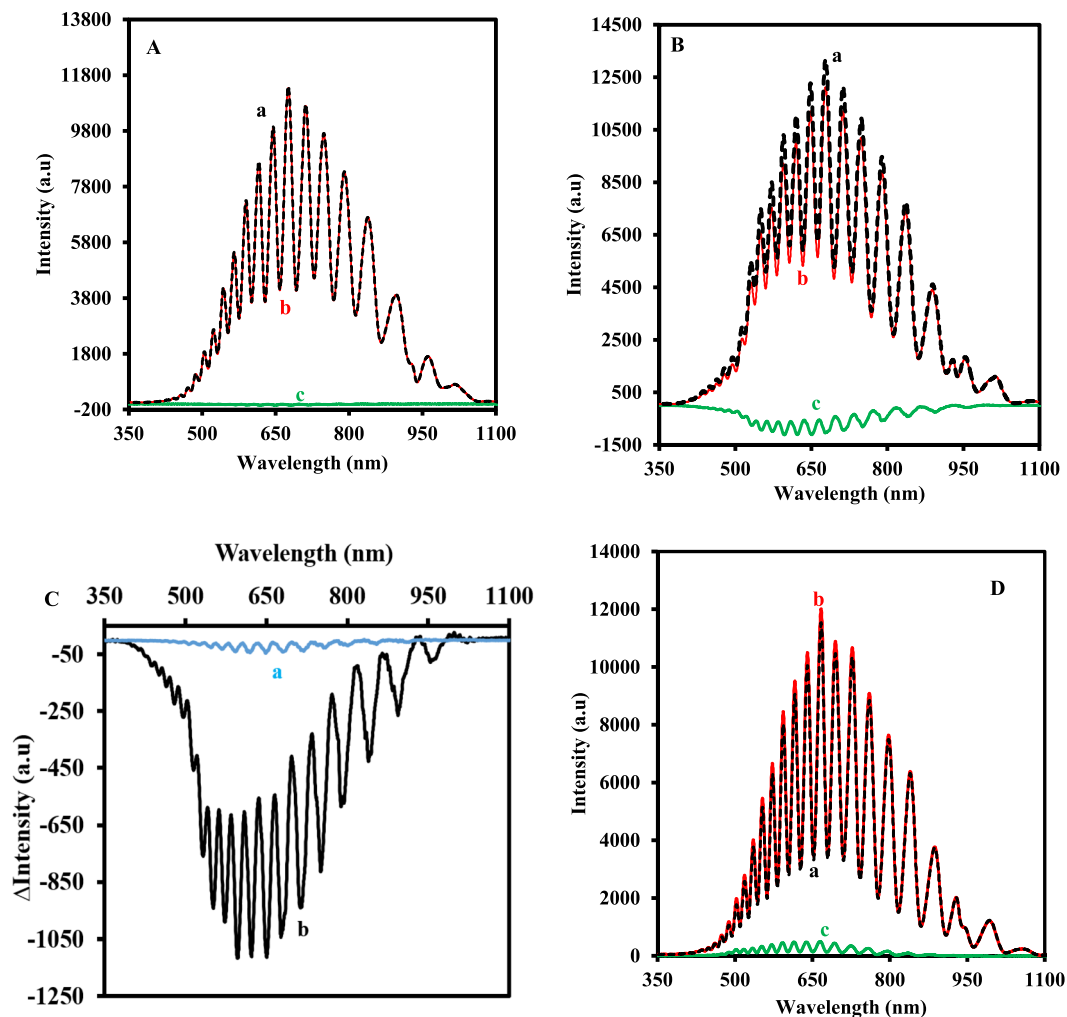 A
13800
11800
9800
7800
5800
3800
1800
-200
Intensity (a.u)
a
b
c
350 500 650 800 950 1100
Wavelength (nm)
B
14500
12500
10500
8500
6500
4500
2500
500
-1500
Intensity (a.u)
a
b
c
350 500 650 800 950 1100
Wavelength (nm)
Wavelength (nm)
350 500 650 800 950 1100
C
-50
-250
-450
-650
-850
-1050
-1250
ΔIntensity (a.u)
a
b
D
14000
12000
10000
8000
6000
4000
2000
0
Intensity (a.u)
b
a
c
350 500 650 800 950 1100
Wavelength (nm)